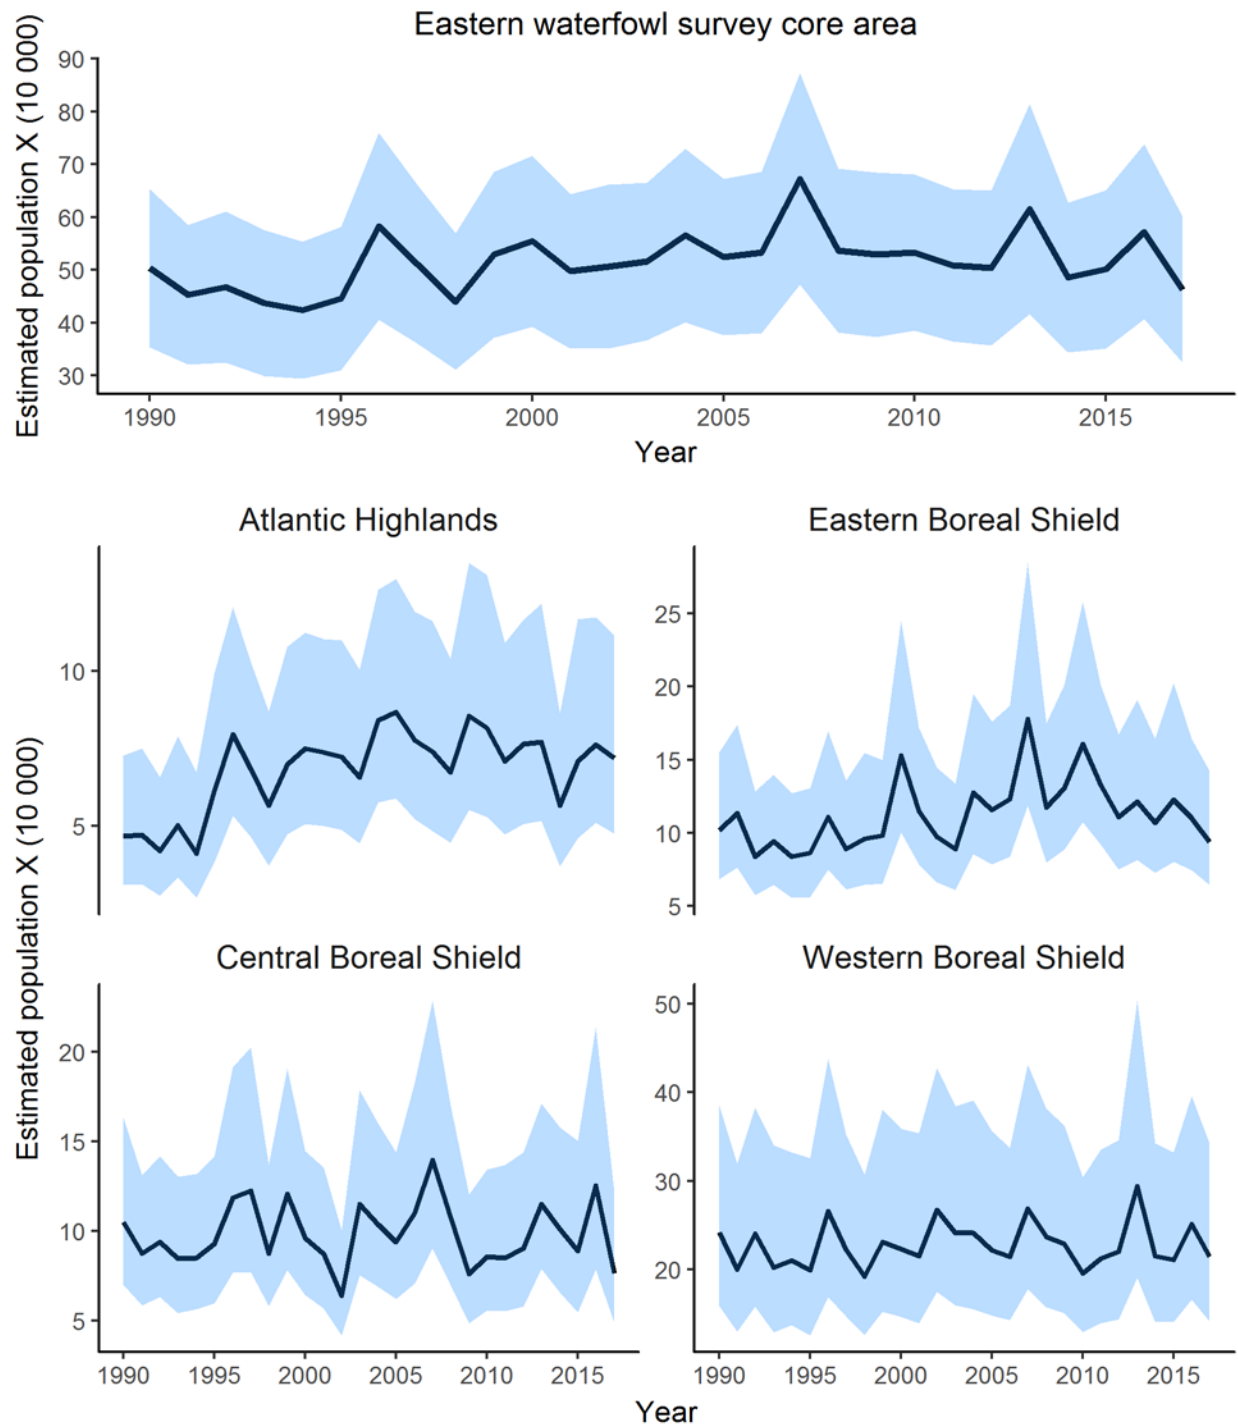 Eastern waterfowl survey core area
Estimated population X (10 000)
90
80
70
60
50
40
30
1990 1995 2000 2005 2010 2015
Year
Atlantic Highlands
Eastern Boreal Shield
Estimated population X (10 000)
10
5
25
20
15
10
5
Central Boreal Shield
Western Boreal Shield
20
15
10
5
50
40
30
20
1990 1995 2000 2005 2010 2015
1990 1995 2000 2005 2010 2015
Year